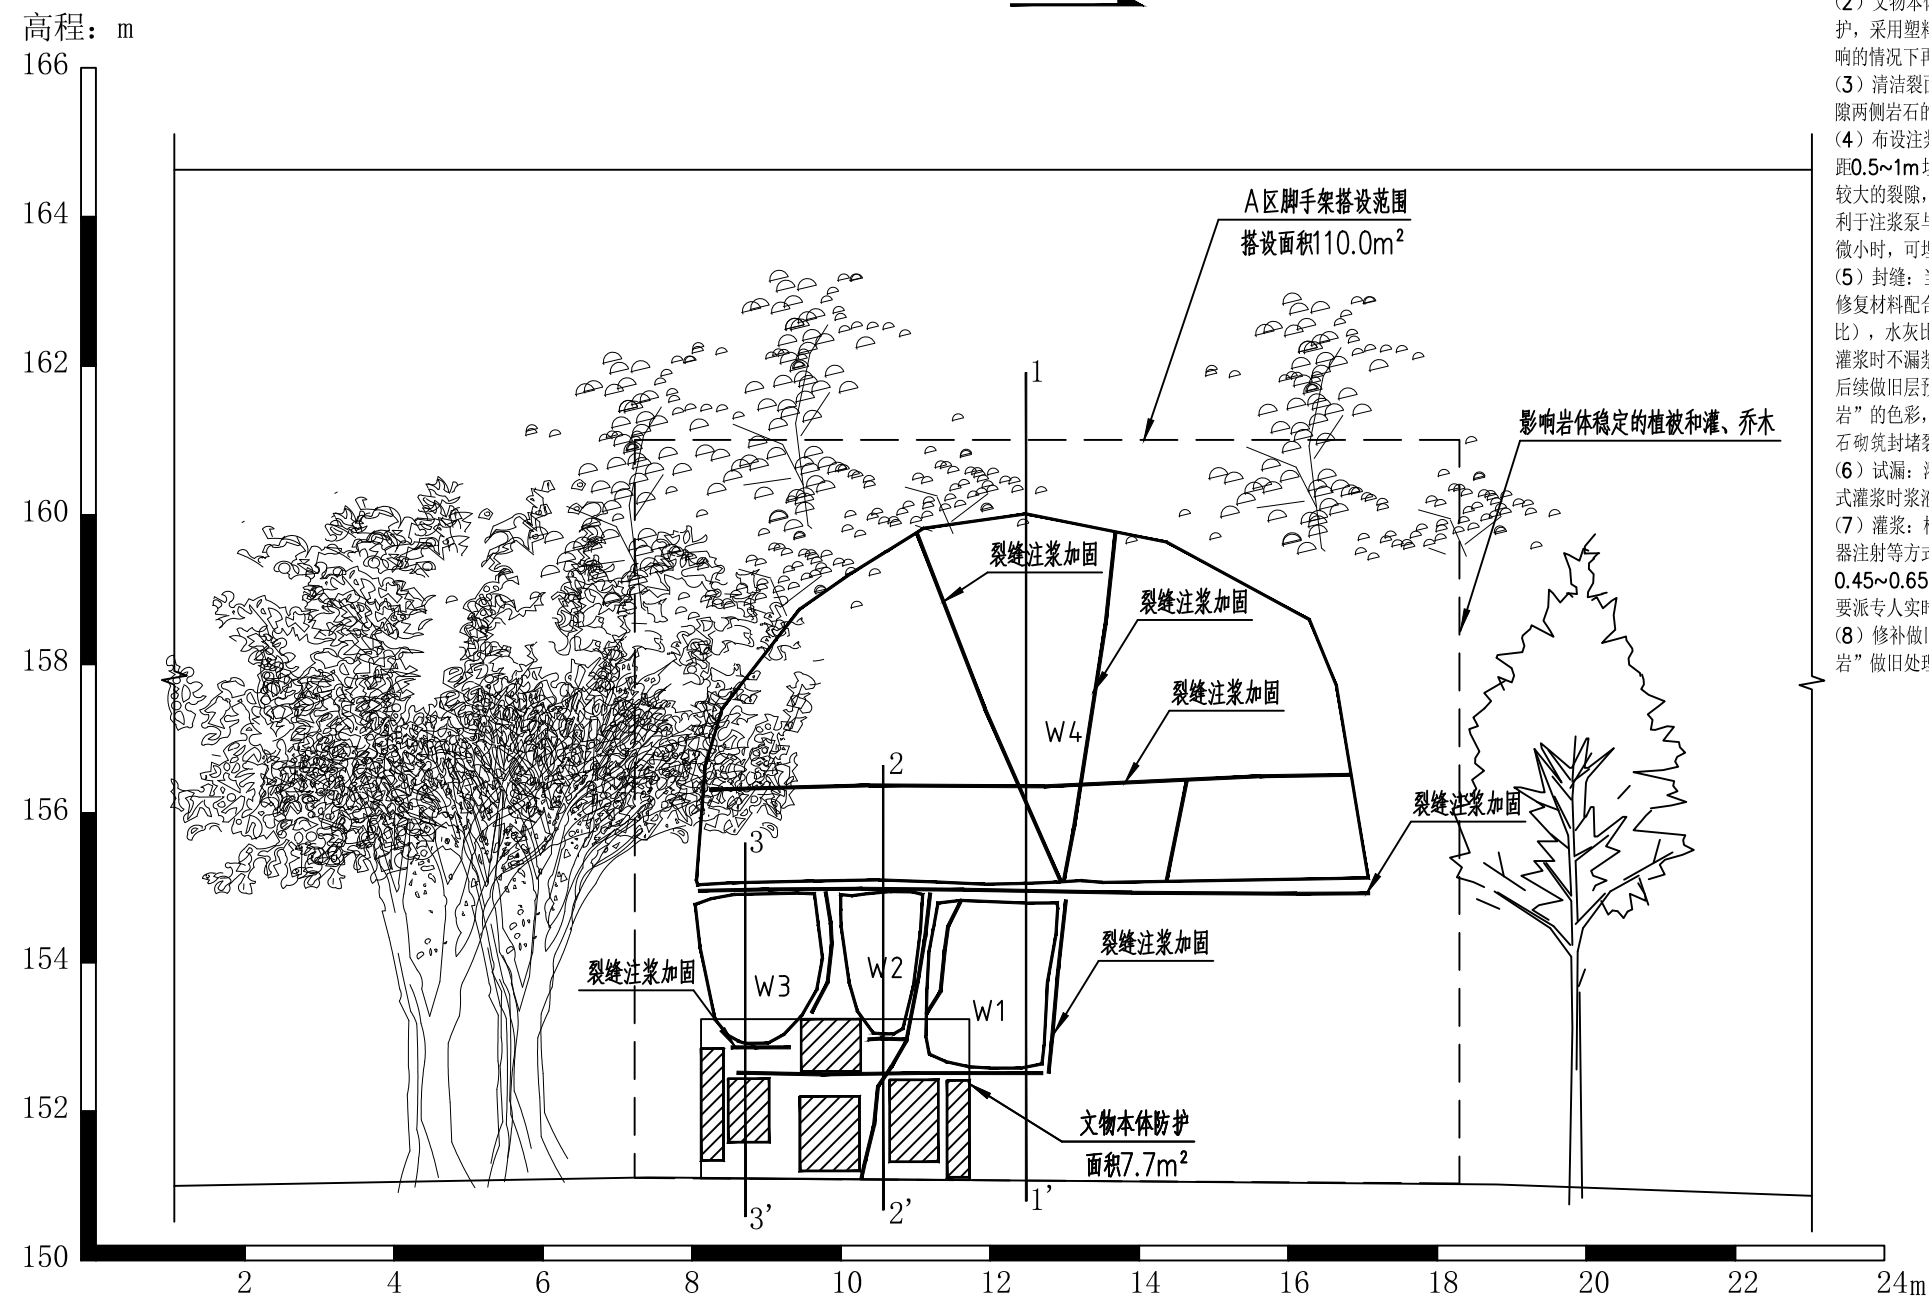 高程：m
166
164
162
160
158
156
154
152
150
2
4
6
8
10
12
14
16
18
20
22
24m
A区脚手架搭设范围
搭设面积110.0m²
影响岩体稳定的植被和灌、乔木
裂缝注浆加固
裂缝注浆加固
裂缝注浆加固
裂缝注浆加固
裂缝注浆加固
裂缝注浆加固
文物本体防护
面积7.7m²
W4
W3
W2
W1
1
2
3
3'
2'
1'
（2）文物本体
护，采用塑料
响的情况下再
（3）清洁裂
隙两侧岩石的
（4）布设注浆
距0.5~1m
较大的裂隙，
利于注浆泵与
微小时，可埋
（5）封缝：
修复材料配合
比），水灰比
灌浆时不漏浆
后续做旧层预
岩”的色彩，
石砌筑封堵裂
（6）试漏：
式灌浆时浆液
（7）灌浆：
器注射等方式
0.45~0.65
要派专人实时
（8）修补做旧
岩”做旧处理